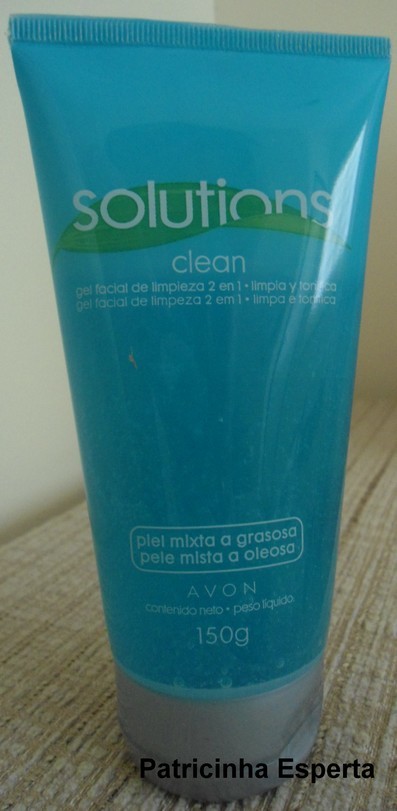 solutions
clean
gel facial de limpieza 2 en 1 • limpia y tonifica
gel facial de limpeza 2 em 1 • limpa e tonifica
piel mixta a grasosa
pele mista a oleosa
AVON
contenido neto • peso líquido
150g
Patricinha Esperta